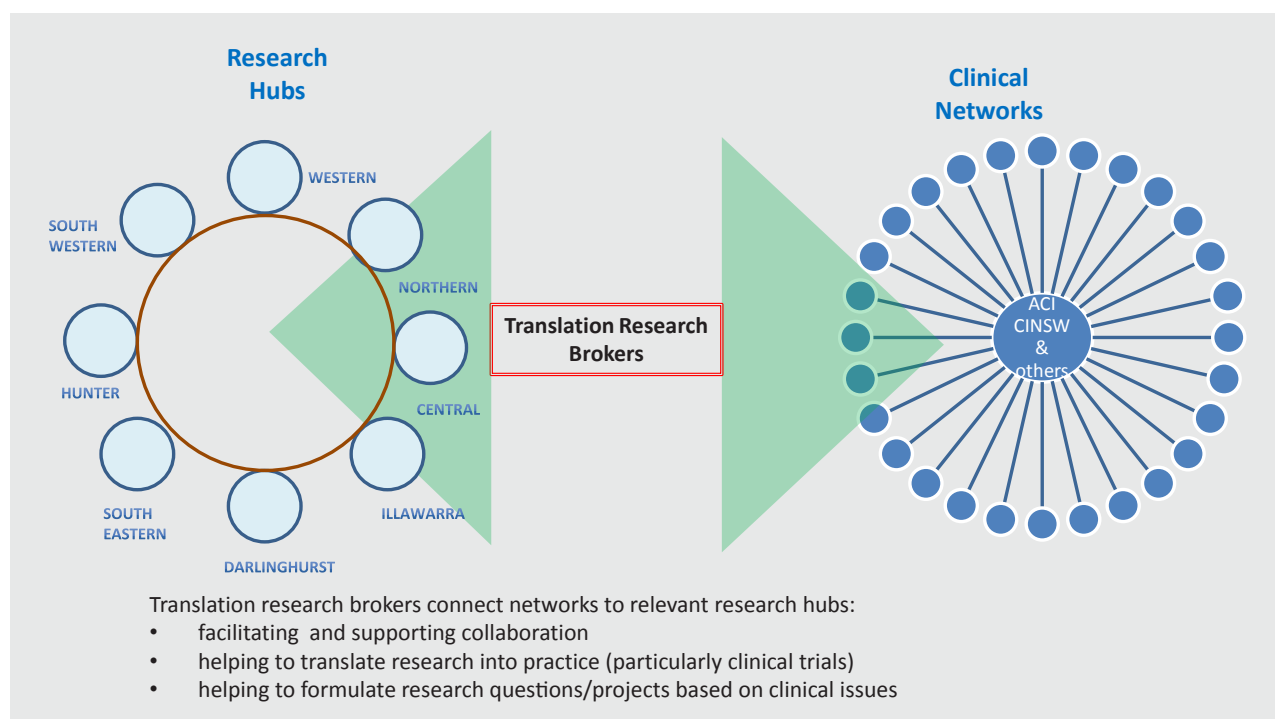 Research
Hubs
Clinical
Networks
WESTERN
SOUTH
WESTERN
NORTHERN
HUNTER
CENTRAL
SOUTH
EASTERN
ILLAWARRA
DARLINGHURST
Translation Research
Brokers
ACI
CINSW
&
others
Translation research brokers connect networks to relevant research hubs:
• facilitating and supporting collaboration
• helping to translate research into practice (particularly clinical trials)
• helping to formulate research questions/projects based on clinical issues